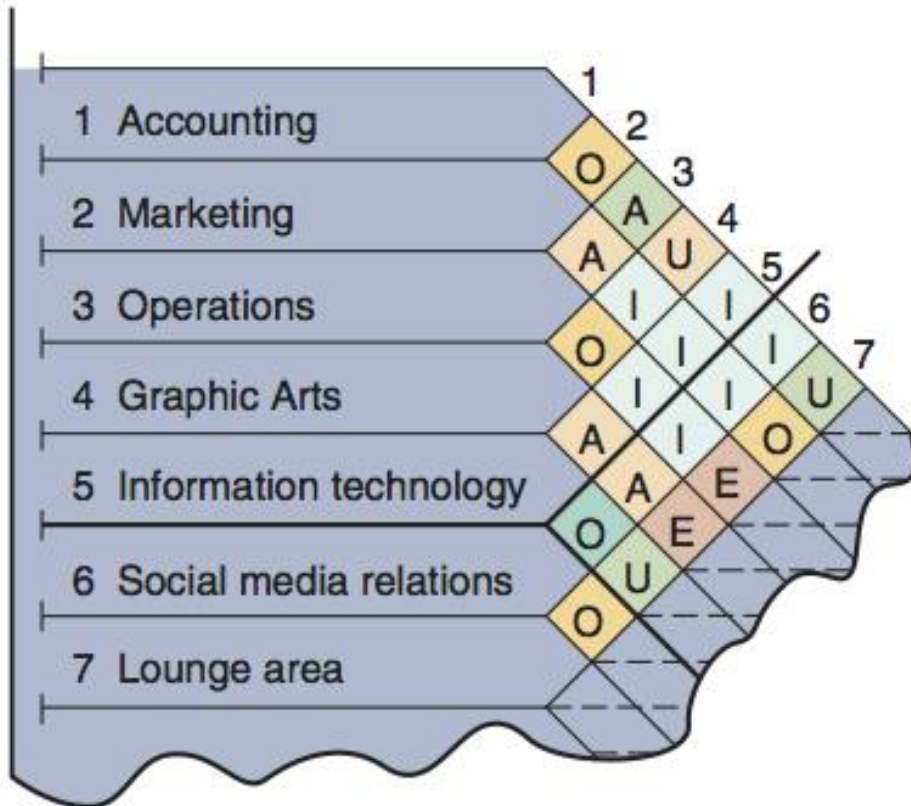 1 Accounting
2 Marketing
3 Operations
4 Graphic Arts
5 Information technology
6 Social media relations
7 Lounge area
1
2
3
4
5
6
7
O
A
A U
I I
O I I
I I U
A I O
A E
O E
U
O